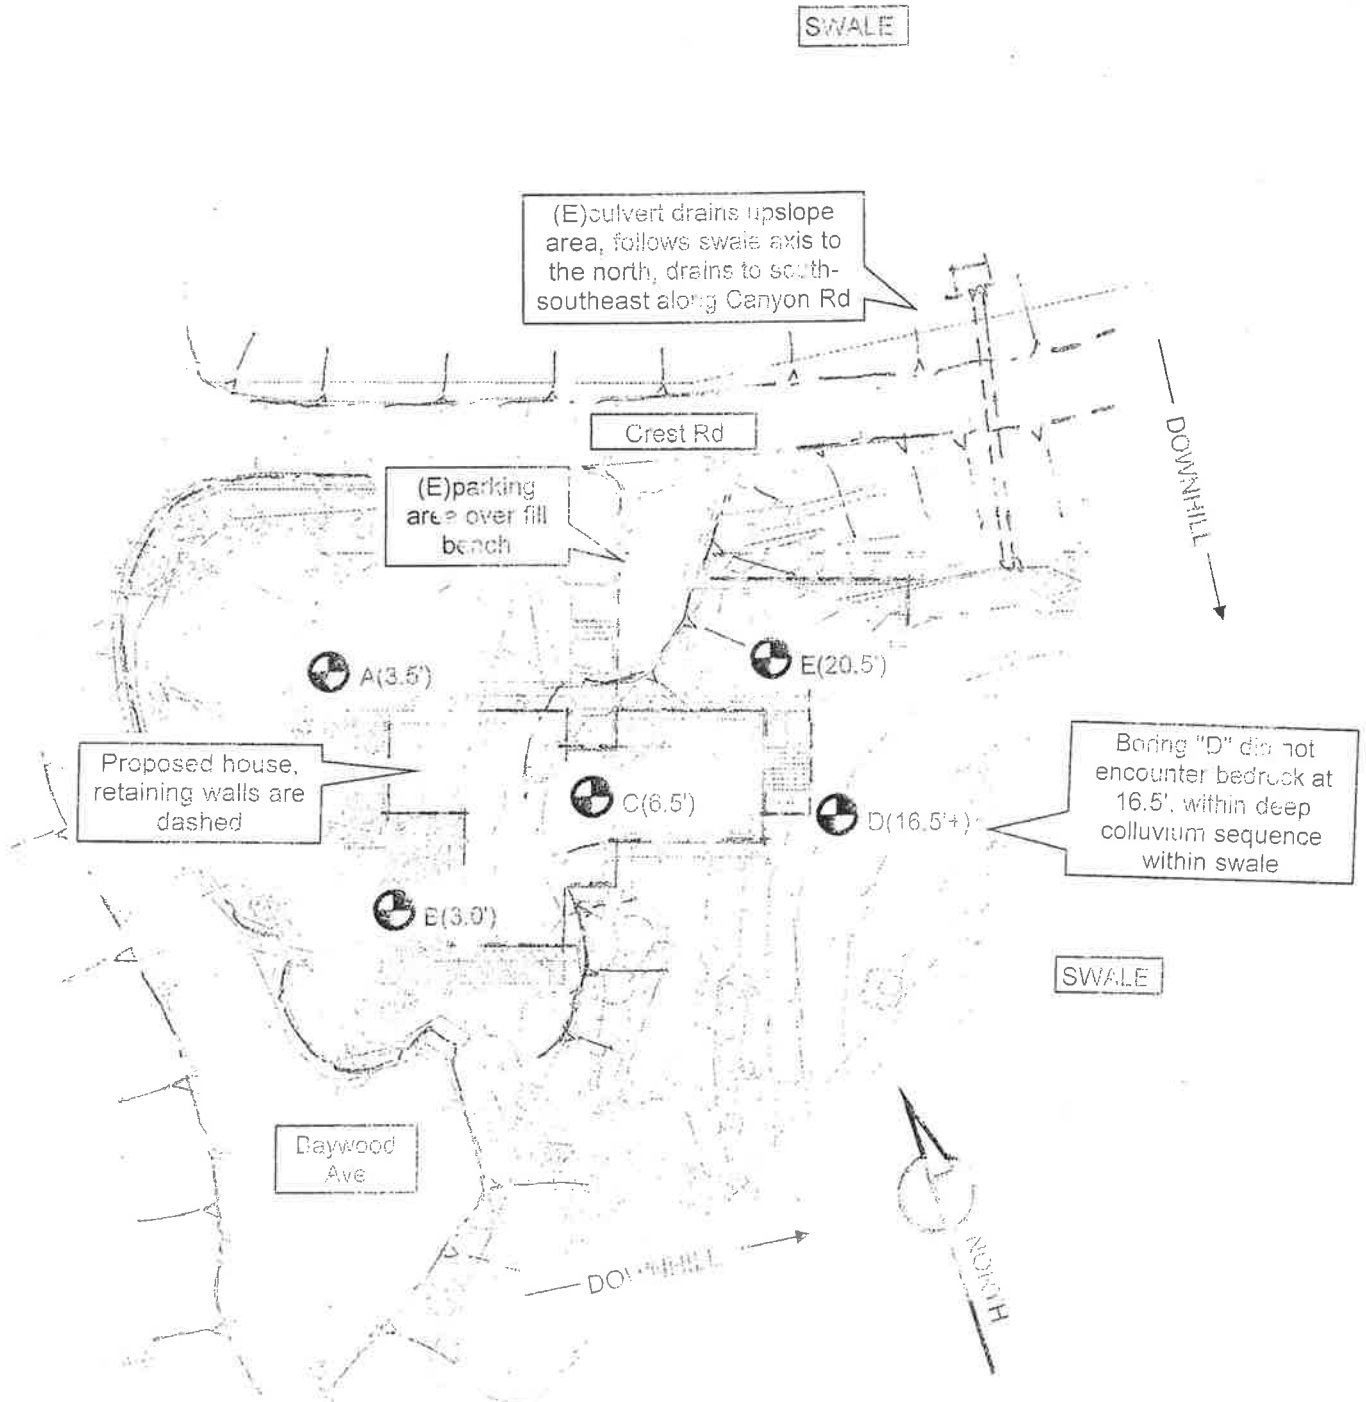 SWALE
(E)culvert drains upslope
area, follows swale axis to
the north, drains to south-
southeast along Canyon Rd
Crest Rd
DOWNHILL
(E)parking
area over fill
bench
A(3.5')
E(20.5')
Proposed house,
retaining walls are
dashed
C(6.5')
D(16.5'+)
Boring "D" did not
encounter bedrock at
16.5', within deep
colluvium sequence
within swale
B(3.0')
SWALE
Baywood
Ave
DOWNHILL
NORTH